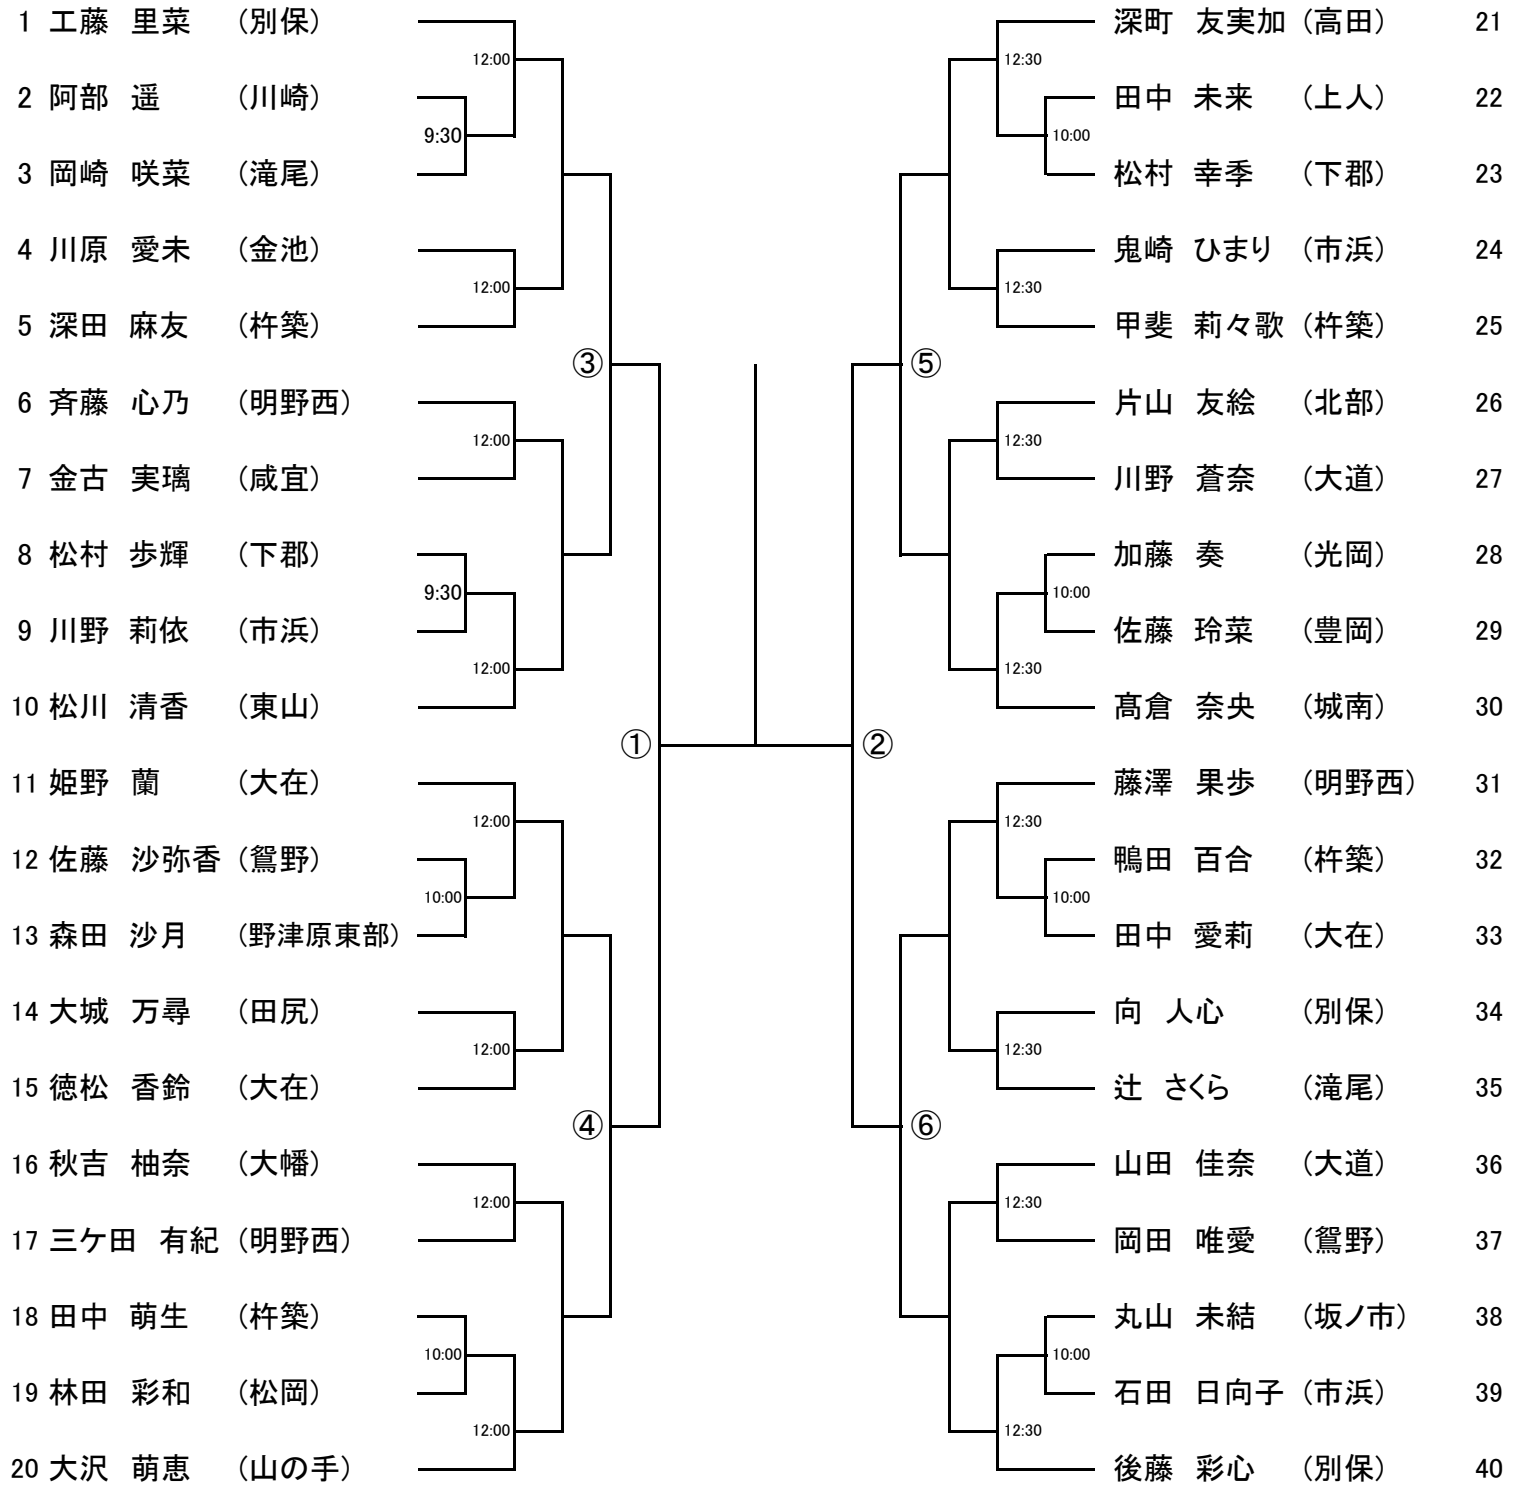 1 工藤 里菜 (別保)
12:00
2 阿部 遥 (川崎)
9:30
3 岡崎 咲菜 (滝尾)
4 川原 愛未 (金池)
12:00
5 深田 麻友 (杵築)
③
6 斉藤 心乃 (明野西)
12:00
7 金古 実璃 (咸宜)
8 松村 歩輝 (下郡)
9:30
9 川野 莉依 (市浜)
12:00
10 松川 清香 (東山)
①
11 姫野 蘭 (大在)
12:00
12 佐藤 沙弥香 (鴛野)
10:00
13 森田 沙月 (野津原東部)
14 大城 万尋 (田尻)
12:00
15 徳松 香鈴 (大在)
④
16 秋吉 柚奈 (大幡)
12:00
17 三ケ田 有紀 (明野西)
18 田中 萌生 (杵築)
10:00
19 林田 彩和 (松岡)
12:00
20 大沢 萌恵 (山の手)
深町 友実加 (高田) 21
12:30
田中 未来 (上人) 22
10:00
松村 幸季 (下郡) 23
鬼崎 ひまり (市浜) 24
12:30
甲斐 莉々歌 (杵築) 25
⑤
片山 友絵 (北部) 26
12:30
川野 蒼奈 (大道) 27
加藤 奏 (光岡) 28
10:00
佐藤 玲菜 (豊岡) 29
12:30
髙倉 奈央 (城南) 30
②
藤澤 果歩 (明野西) 31
12:30
鴨田 百合 (杵築) 32
10:00
田中 愛莉 (大在) 33
向 人心 (別保) 34
12:30
辻 さくら (滝尾) 35
⑥
山田 佳奈 (大道) 36
12:30
岡田 唯愛 (鴛野) 37
丸山 未結 (坂ノ市) 38
10:00
石田 日向子 (市浜) 39
12:30
後藤 彩心 (別保) 40